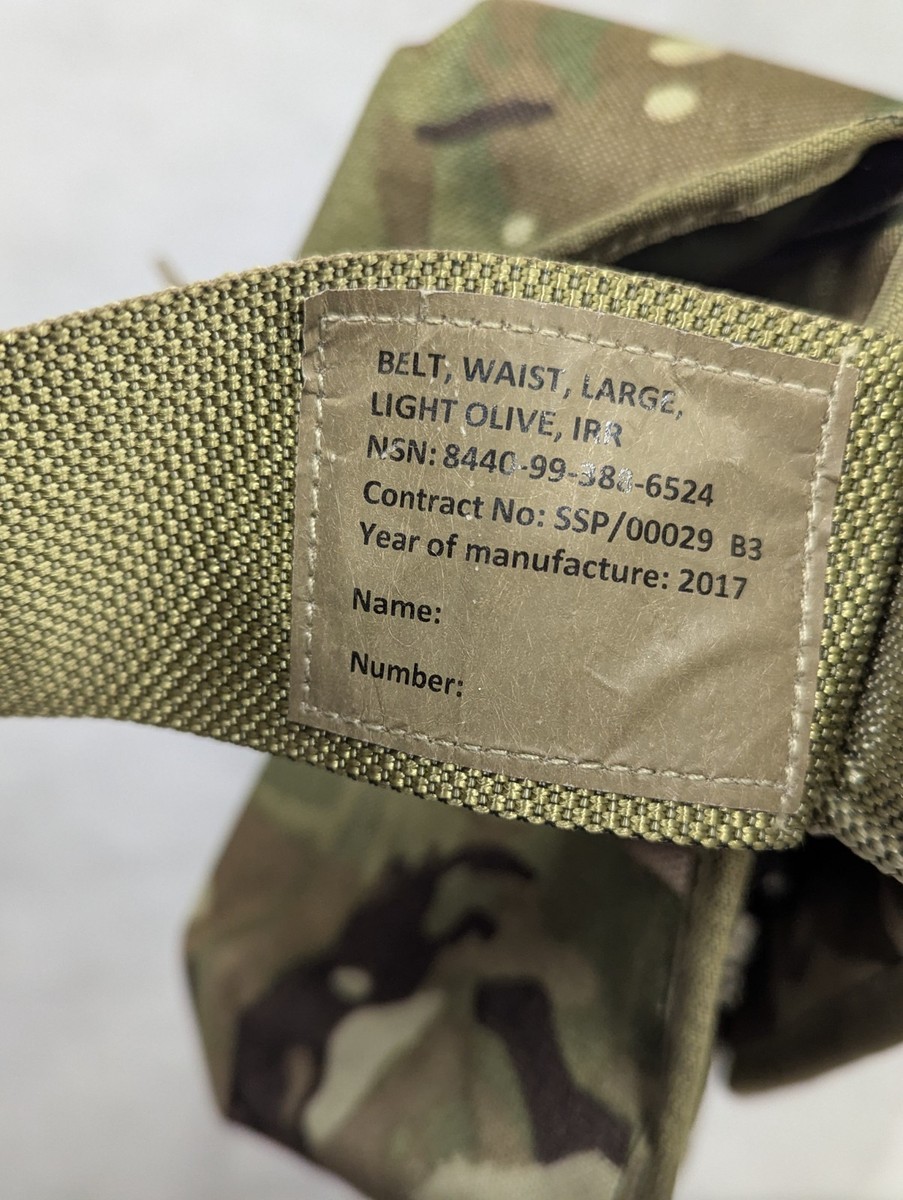 BELT, WAIST, LARGE,
LIGHT OLIVE, IRR
NSN: 8440-99-388-6524
Contract No: SSP/00029 B3
Year of manufacture: 2017
Name:
Number: